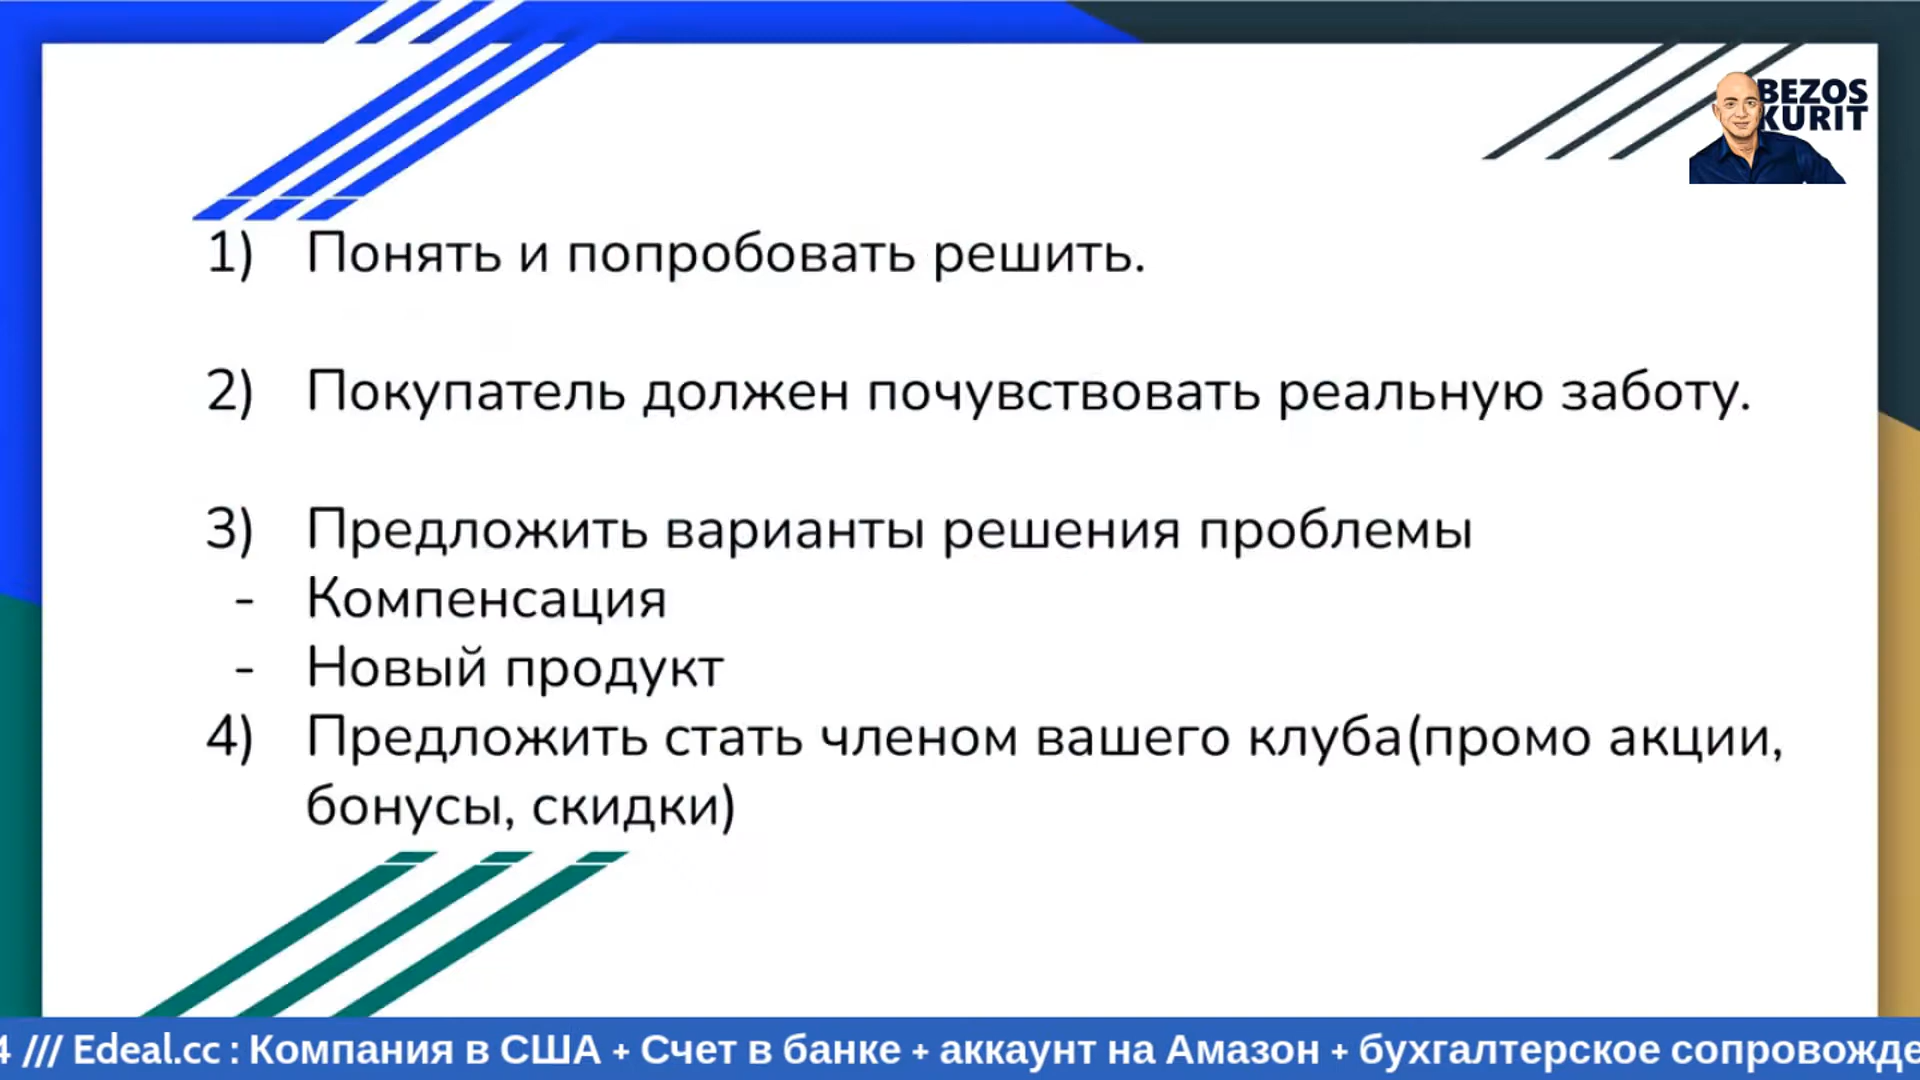 BEZOS
KURIT
1) Понять и попробовать решить.
2) Покупатель должен почувствовать реальную заботу.
3) Предложить варианты решения проблемы
- Компенсация
- Новый продукт
4) Предложить стать членом вашего клуба(промо акции,
бонусы, скидки)
4 /// Edeal.cc : Компания в США + Счет в банке + аккаунт на Амазон + бухгалтерское сопровожде